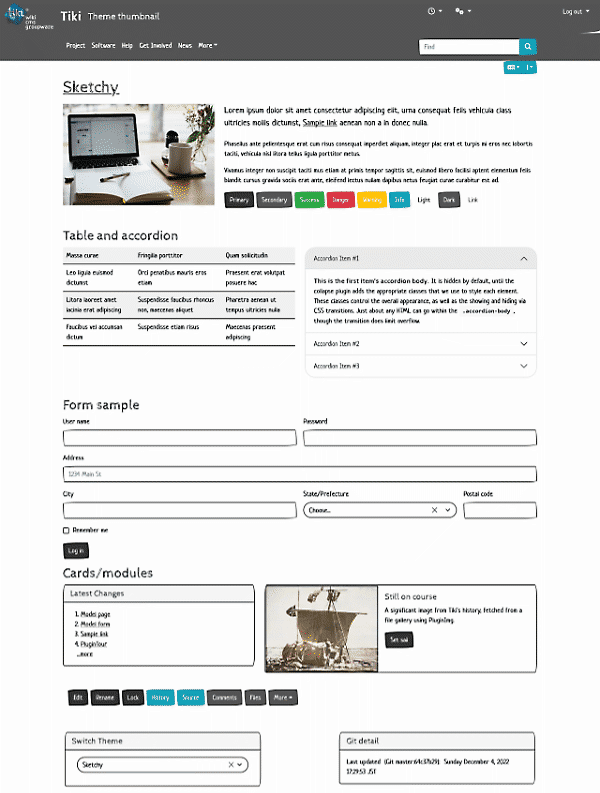 Tiki wiki cms groupware
Tiki Theme thumbnail
Log out
Project Software Help Get Involved News More
Find
Sketchy
Lorem ipsum dolor sit amet consectetur adipiscing elit, urna consequat felis vehicula class
ultricies mollis dictumst, Sample link aenean non a in donec nulla.
Phasellus ante pellentesque erat cum risus consequat imperdiet aliquam, integer plac erat et turpis mi eros nec lobortis
taciti, vehicula nisl litora tellus ligula porttitor metus.
Vivamus integer non suscipit taciti mus etiam at primis tempor sagittis sit, euismod libero facilisi aptent elementum felis
blandit cursus gravida sociis erat ante, eleifend lectus nullam dapibus netus feugiat curae curabitur est ad.
Primary Secondary Success Danger Warning Info Light Dark Link
Table and accordion
Massa curae Fringilla porttitor Quam sollicitudin
Leo ligula euismod dictumst Orci penatibus mauris eros etiam Praesent erat volutpat posuere hac
Litora laoreet amet lacinia erat adipiscing Suspendisse faucibus rhoncus non, maecenas aliquet Pharetra aenean ut tempus ultricies nulla
Faucibus vel accumsan dictum Suspendisse etiam risus Maecenas praesent adipiscing
Accordion Item #1
This is the first item's accordion body. It is hidden by default, until the
collapse plugin adds the appropriate classes that we use to style each element.
These classes control the overall appearance, as well as the showing and hiding via
CSS transitions. Just about any HTML can go within the .accordion-body ,
though the transition does limit overflow.
Accordion Item #2
Accordion Item #3
Form sample
User name Password
Address
1234 Main St
City State/Prefecture Postal code
Choose...
Remember me
Log in
Cards/modules
Latest Changes
1. Model page
2. Model form
3. Sample link
4. PluginTour
...more
Still on course
A significant image from Tiki's history, fetched from a
file gallery using PluginImg.
Set sail
Edit Rename Lock History Source Comments Files More
Switch Theme
Sketchy
Git detail
Last updated (Git master:64c37b29) Sunday December 4, 2022
17:29:53 JST